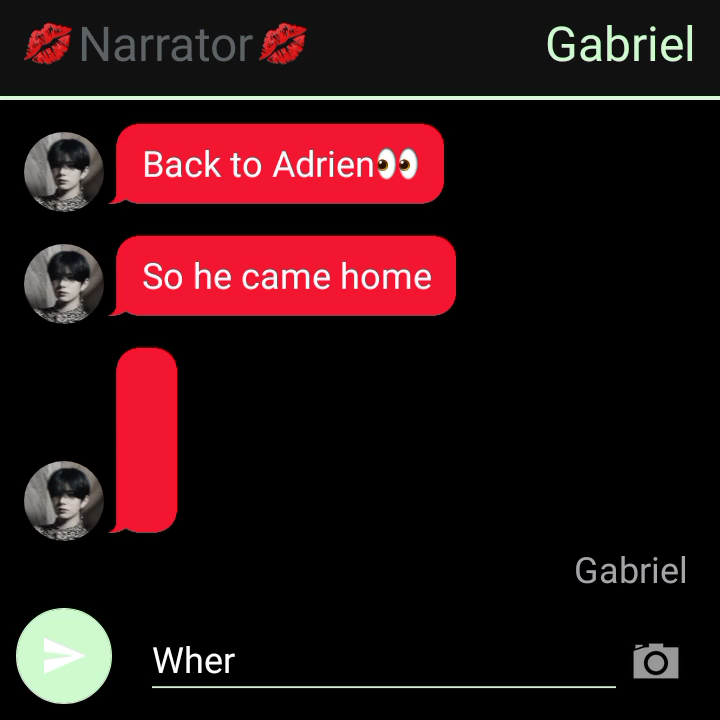 💋Narrator💋
Gabriel
Back to Adrien👀
So he came home
Gabriel
Wher